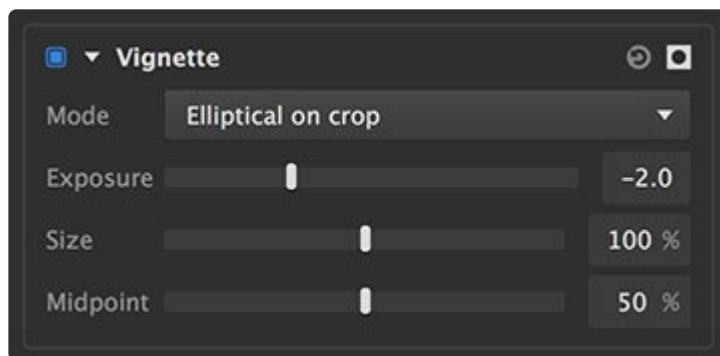 Vignette
Mode Elliptical on crop
Exposure -2.0
Size 100 %
Midpoint 50 %